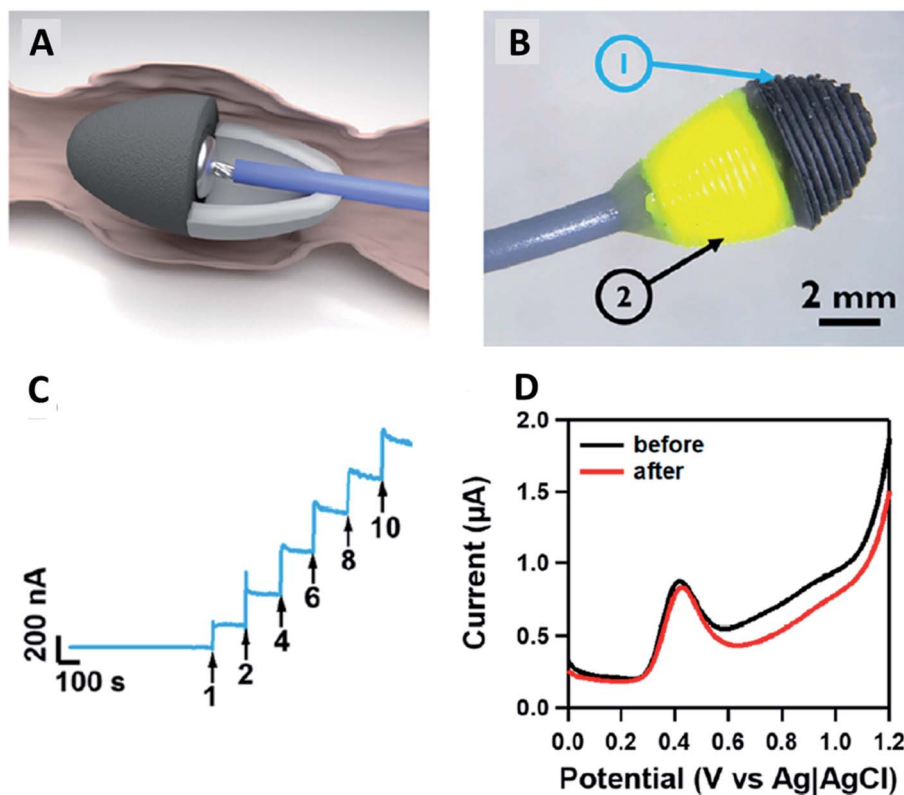 A
B
1
2
2 mm
C
200 nA
100 s
1
2
4
6
8
10
D
2.0
1.5
1.0
0.5
0.0
Current (µA)
before
after
0.0 0.2 0.4 0.6 0.8 1.0 1.2
Potential (V vs Ag|AgCl)